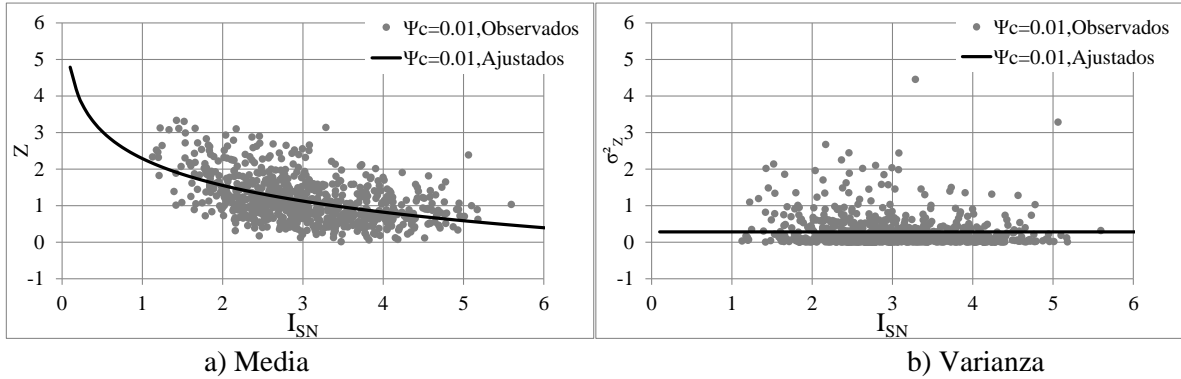 6
5
4
3
2
1
0
-1
Z
Ψc=0.01,Observados
Ψc=0.01,Ajustados
0 1 2 3 4 5 6
I_SN
a) Media
6
5
4
3
2
1
0
-1
σ²_Z
Ψc=0.01,Observados
Ψc=0.01,Ajustados
0 1 2 3 4 5 6
I_SN
b) Varianza